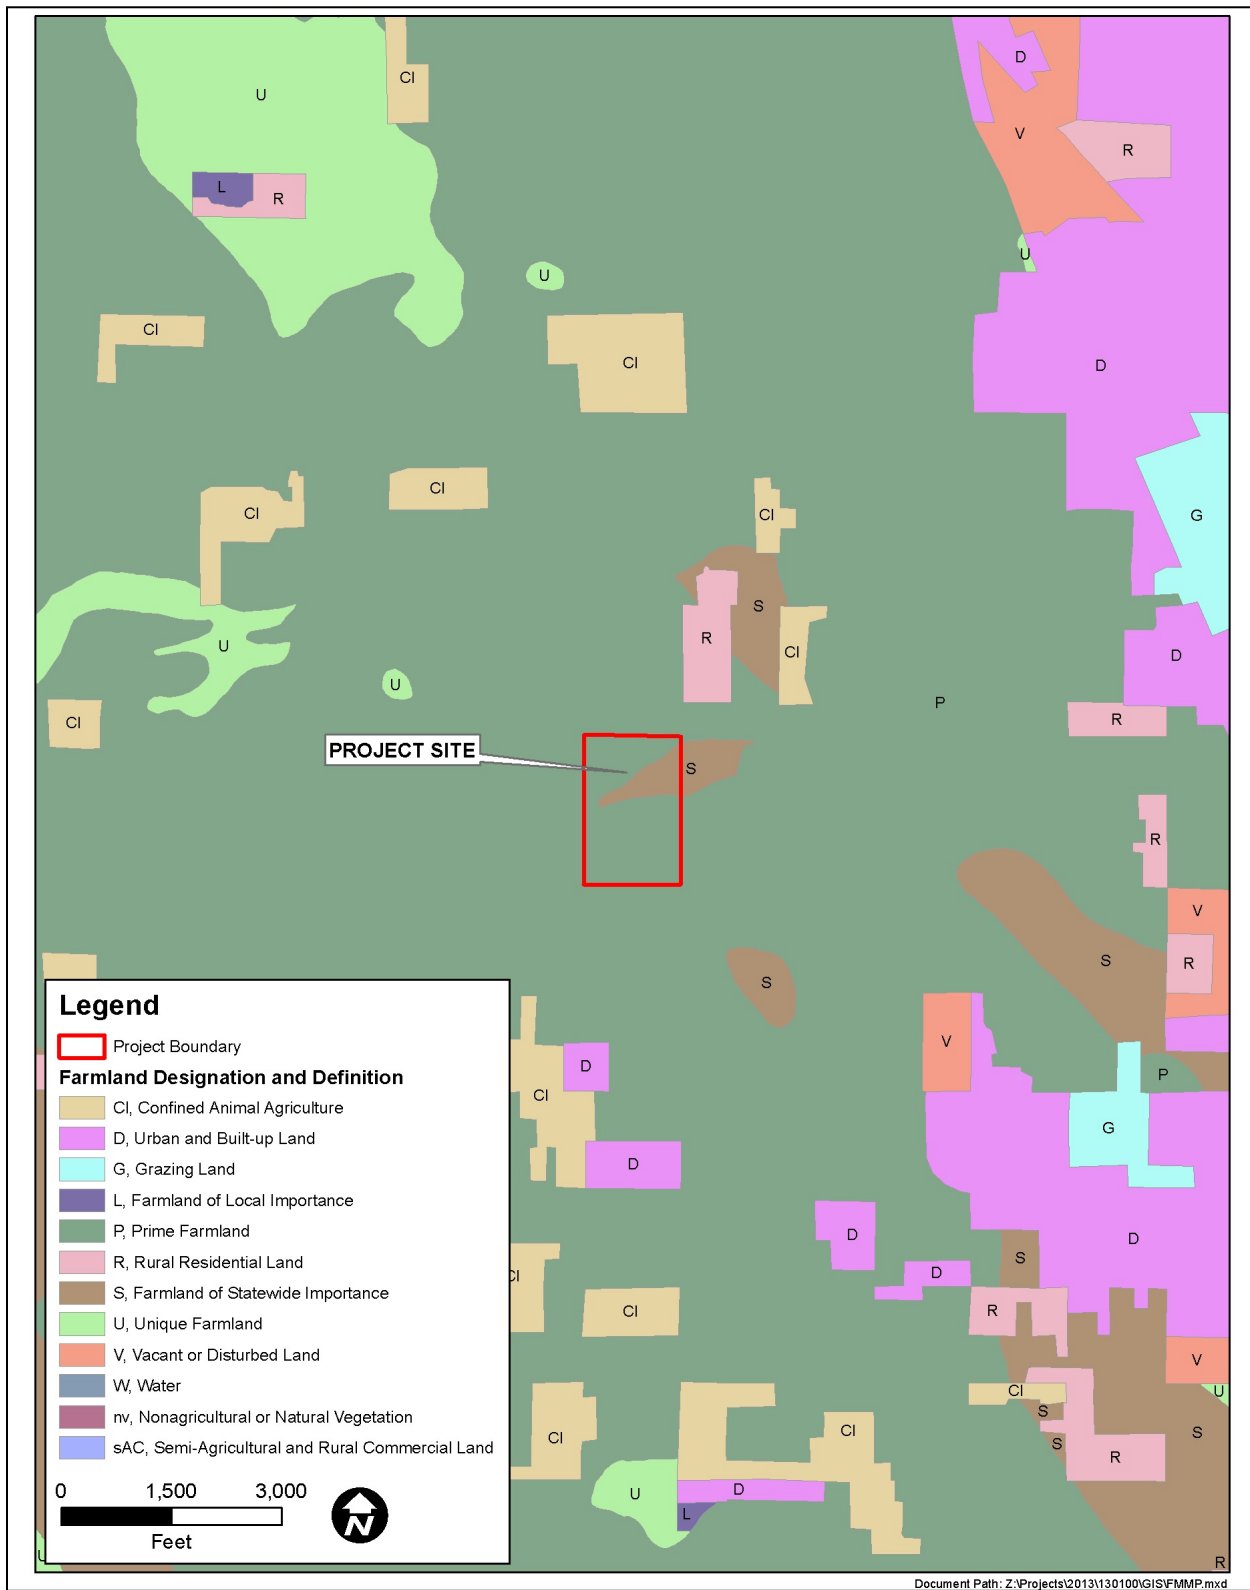 D
CI
U
V
R
L
R
U
U
CI
CI
D
CI
CI
CI
G
S
R
U
CI
D
U
P
CI
R
PROJECT SITE
S
R
V
S
R
S
V
D
P
CI
G
D
D
D
S
D
CI
CI
R
V
CI
U
S
CI
CI
S
S
R
U
D
L
U
R
Legend
Project Boundary
Farmland Designation and Definition
CI, Confined Animal Agriculture
D, Urban and Built-up Land
G, Grazing Land
L, Farmland of Local Importance
P, Prime Farmland
R, Rural Residential Land
S, Farmland of Statewide Importance
U, Unique Farmland
V, Vacant or Disturbed Land
W, Water
nv, Nonagricultural or Natural Vegetation
sAC, Semi-Agricultural and Rural Commercial Land
0 1,500 3,000
Feet
N
Document Path: Z:\Projects\2013\130100\GIS\FMMP.mxd